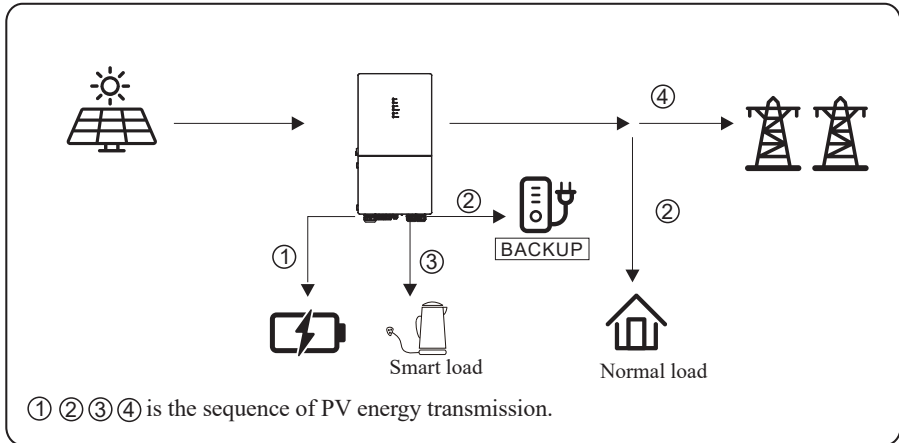 ④
② ②
BACKUP
① ③
Smart load
Normal load
① ② ③ ④ is the sequence of PV energy transmission.